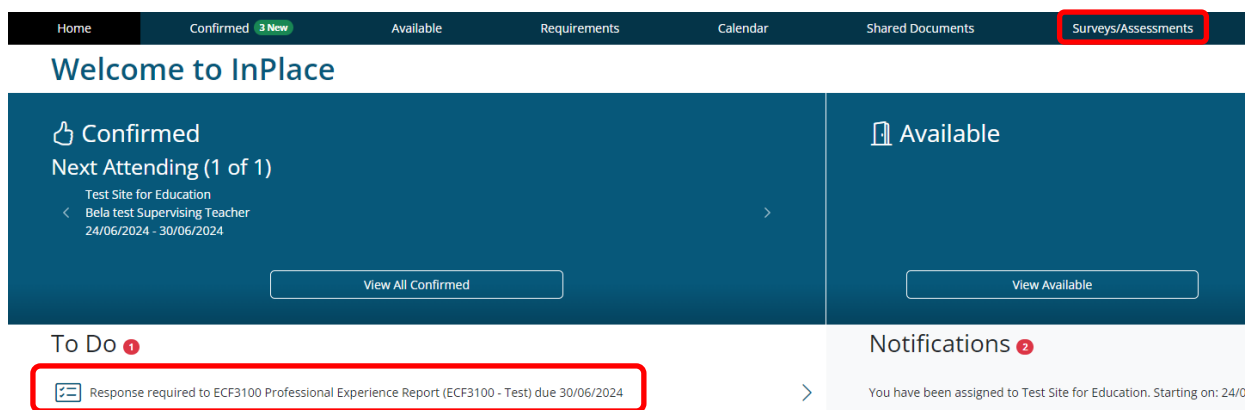 Home Confirmed 3 New Available Requirements Calendar Shared Documents Surveys/Assessments
Welcome to InPlace
Confirmed
Next Attending (1 of 1)
Test Site for Education
Bela test Supervising Teacher
24/06/2024 - 30/06/2024
View All Confirmed
Available
View Available
To Do 1
Response required to ECF3100 Professional Experience Report (ECF3100 - Test) due 30/06/2024
Notifications 2
You have been assigned to Test Site for Education. Starting on: 24/0